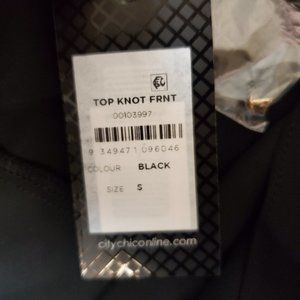 TOP KNOT FRNT
00103997
9 349471 096046
COLOUR BLACK
SIZE S
citychiconline.com